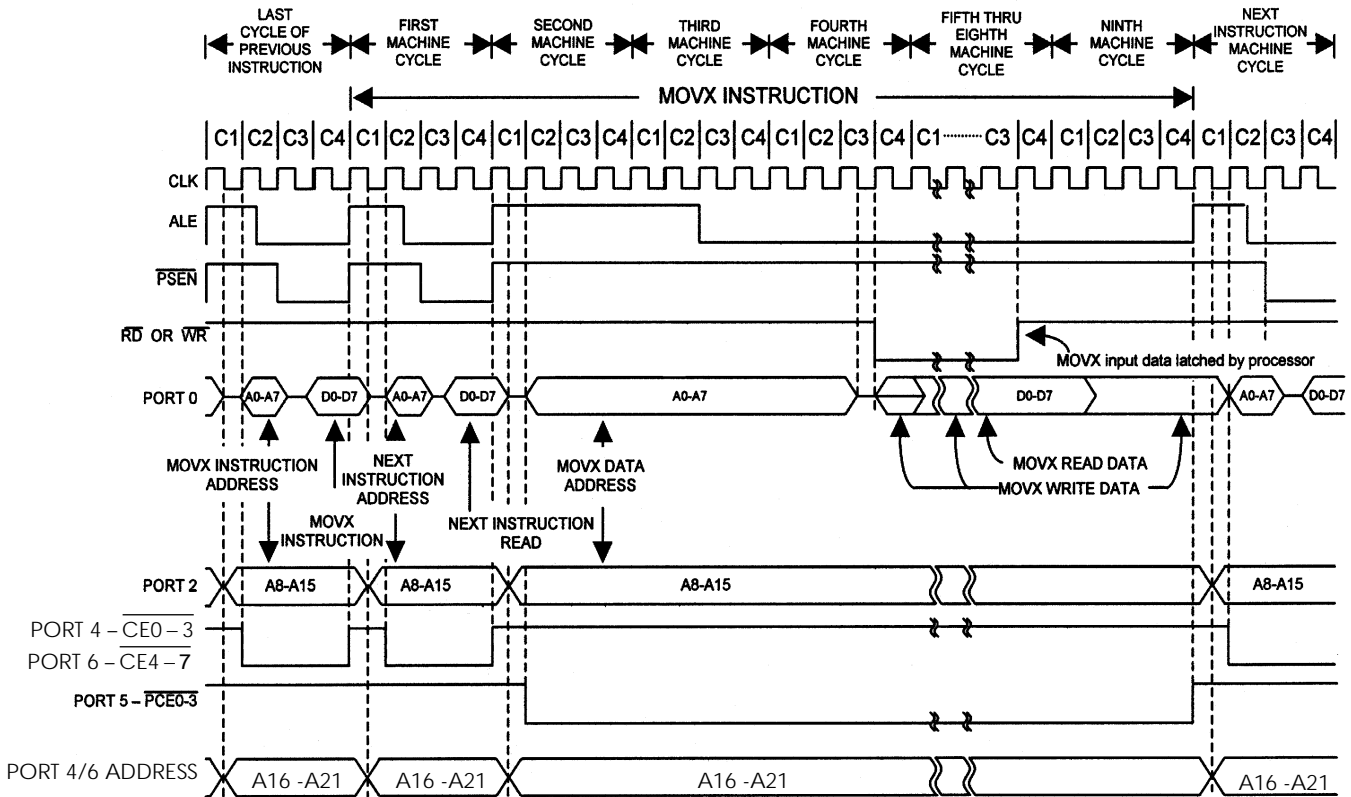 LAST
CYCLE OF
PREVIOUS
INSTRUCTION
FIRST
MACHINE
CYCLE
SECOND
MACHINE
CYCLE
THIRD
MACHINE
CYCLE
FOURTH
MACHINE
CYCLE
FIFTH THRU
EIGHTH
MACHINE
CYCLE
NINTH
MACHINE
CYCLE
NEXT
INSTRUCTION
MACHINE
CYCLE
MOVX INSTRUCTION
C1 C2 C3 C4 C1 C2 C3 C4 C1 C2 C3 C4 C1 C2 C3 C4 C1 C2 C3 C4 C1 ........... C3 C4 C1 C2 C3 C4 C1 C2 C3 C4
CLK
ALE
PSEN
RD OR WR
MOVX input data latched by processor
PORT 0 A0-A7 D0-D7 A0-A7 D0-D7 A0-A7 D0-D7 A0-A7 D0-D7
MOVX INSTRUCTION
ADDRESS
NEXT
INSTRUCTION
ADDRESS
MOVX DATA
ADDRESS
MOVX READ DATA
MOVX WRITE DATA
MOVX
INSTRUCTION
NEXT INSTRUCTION
READ
PORT 2 A8-A15 A8-A15 A8-A15 A8-A15
PORT 4 – CE0 – 3
PORT 6 – CE4 – 7
PORT 5 – PCE0-3
PORT 4/6 ADDRESS A16 -A21 A16 -A21 A16 -A21 A16 -A21